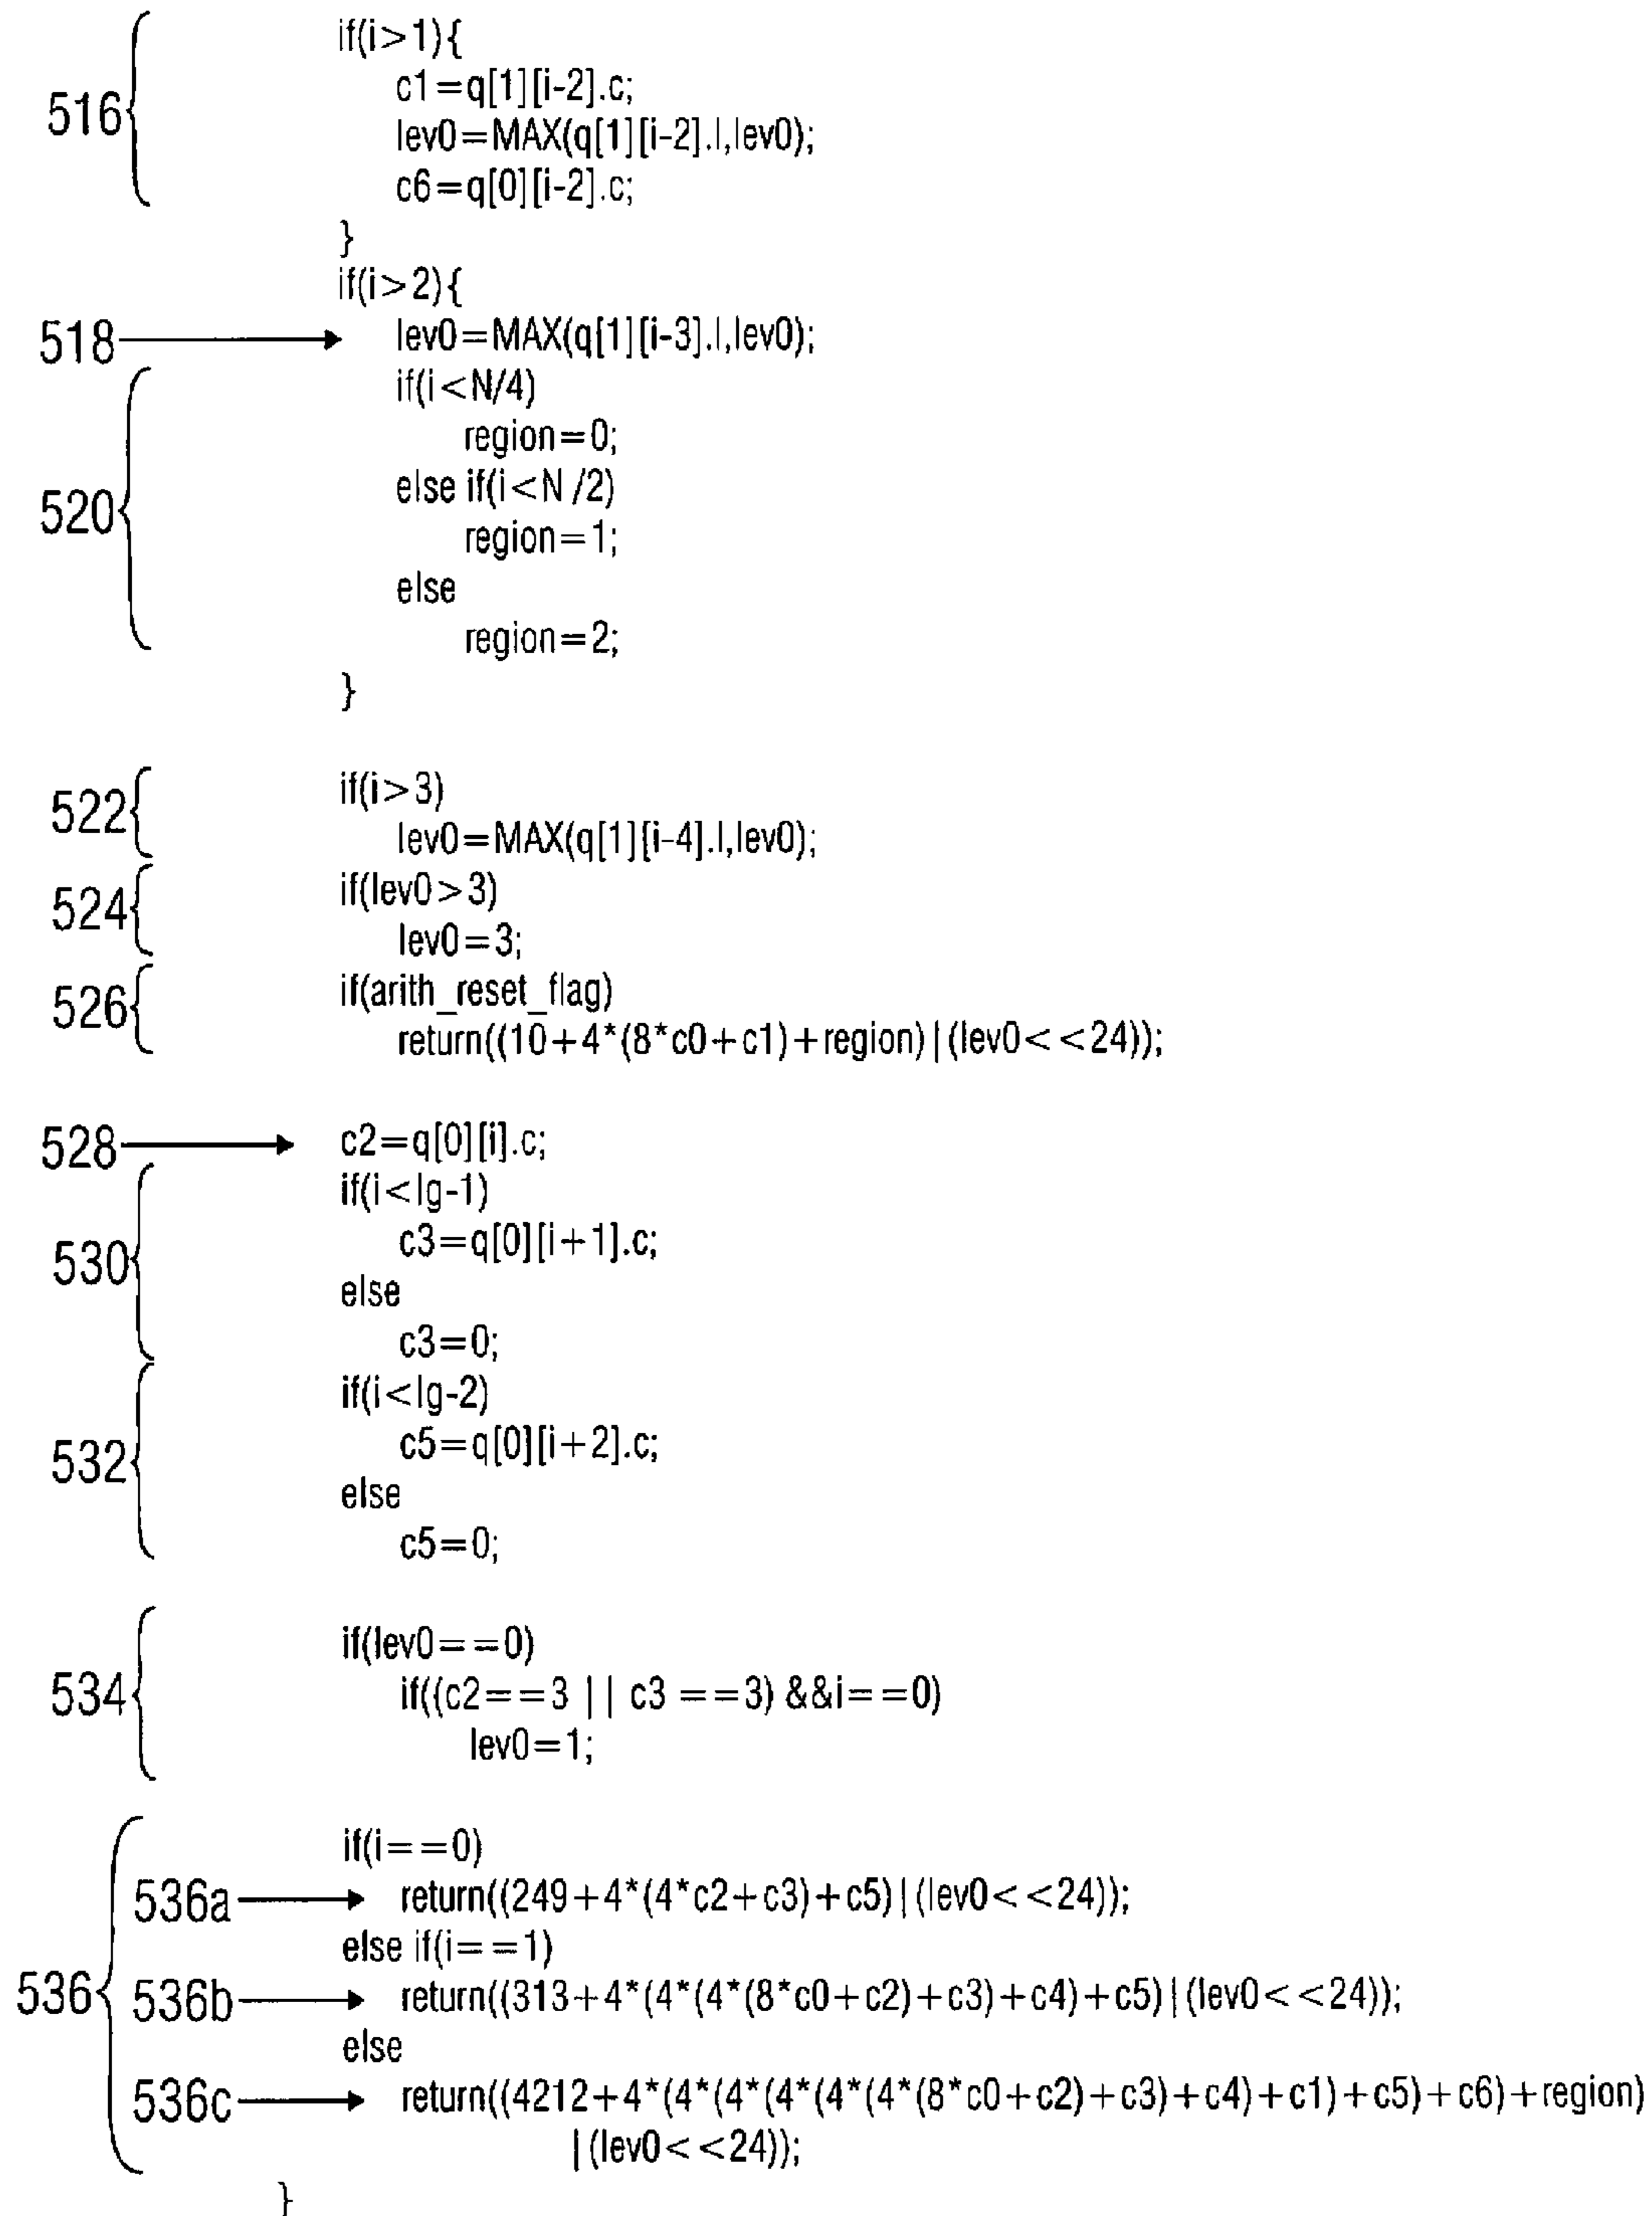 516 if(i>1){
c1=q[1][i-2].c;
lev0=MAX(q[1][i-2].l,lev0);
c6=q[0][i-2].c;
}
if(i>2){
518 lev0=MAX(q[1][i-3].l,lev0);
520 if(i<N/4)
region=0;
else if(i<N /2)
region=1;
else
region=2;
}
522 if(i>3)
lev0=MAX(q[1][i-4].l,lev0);
524 if(lev0>3)
lev0=3;
526 if(arith_reset_flag)
return((10+4*(8*c0+c1)+region)|(lev0<<24));
528 c2=q[0][i].c;
530 if(i<lg-1)
c3=q[0][i+1].c;
else
c3=0;
532 if(i<lg-2)
c5=q[0][i+2].c;
else
c5=0;
534 if(lev0==0)
if((c2==3 || c3 ==3) &&i==0)
lev0=1;
536 if(i==0)
536a return((249+4*(4*c2+c3)+c5)|(lev0<<24));
else if(i==1)
536b return((313+4*(4*(4*(8*c0+c2)+c3)+c4)+c5)|(lev0<<24));
else
536c return((4212+4*(4*(4*(4*(4*(4*(8*c0+c2)+c3)+c4)+c1)+c5)+c6)+region)
|(lev0<<24));
}